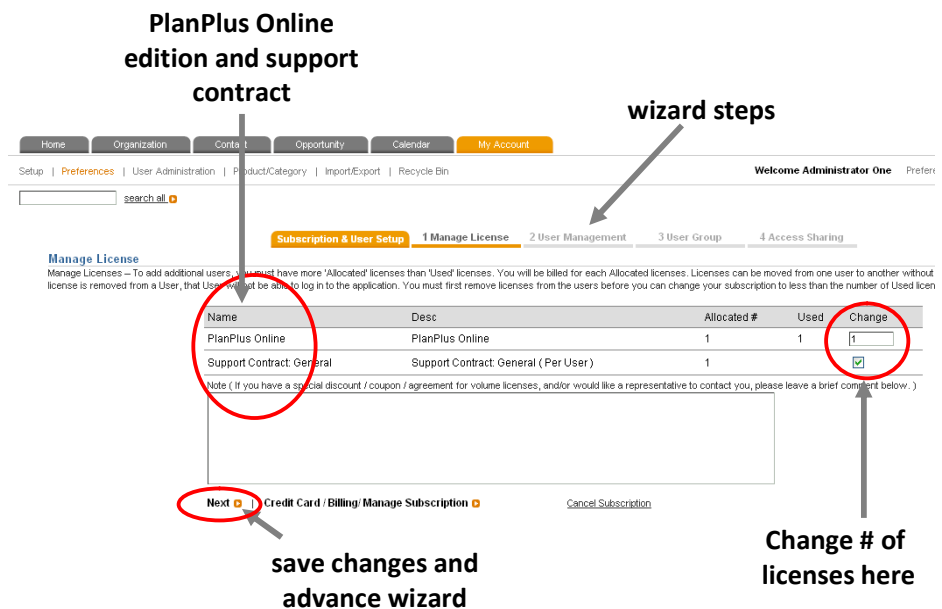 PlanPlus Online
edition and support
contract
wizard steps
Home Organization Contact Opportunity Calendar My Account
Setup | Preferences | User Administration | Product/Category | Import/Export | Recycle Bin Welcome Administrator One Prefere
search all
Subscription & User Setup 1 Manage License 2 User Management 3 User Group 4 Access Sharing
Manage License
Manage Licenses – To add additional users, you must have more 'Allocated' licenses than 'Used' licenses. You will be billed for each Allocated licenses. Licenses can be moved from one user to another without
license is removed from a User, that User will not be able to log in to the application. You must first remove licenses from the users before you can change your subscription to less than the number of Used licen
Name Desc Allocated # Used Change
PlanPlus Online PlanPlus Online 1 1 1
Support Contract: General Support Contract: General ( Per User ) 1
Note ( If you have a special discount / coupon / agreement for volume licenses, and/or would like a representative to contact you, please leave a brief comment below. )
Next | Credit Card / Billing/ Manage Subscription Cancel Subscription
save changes and
advance wizard
Change # of
licenses here